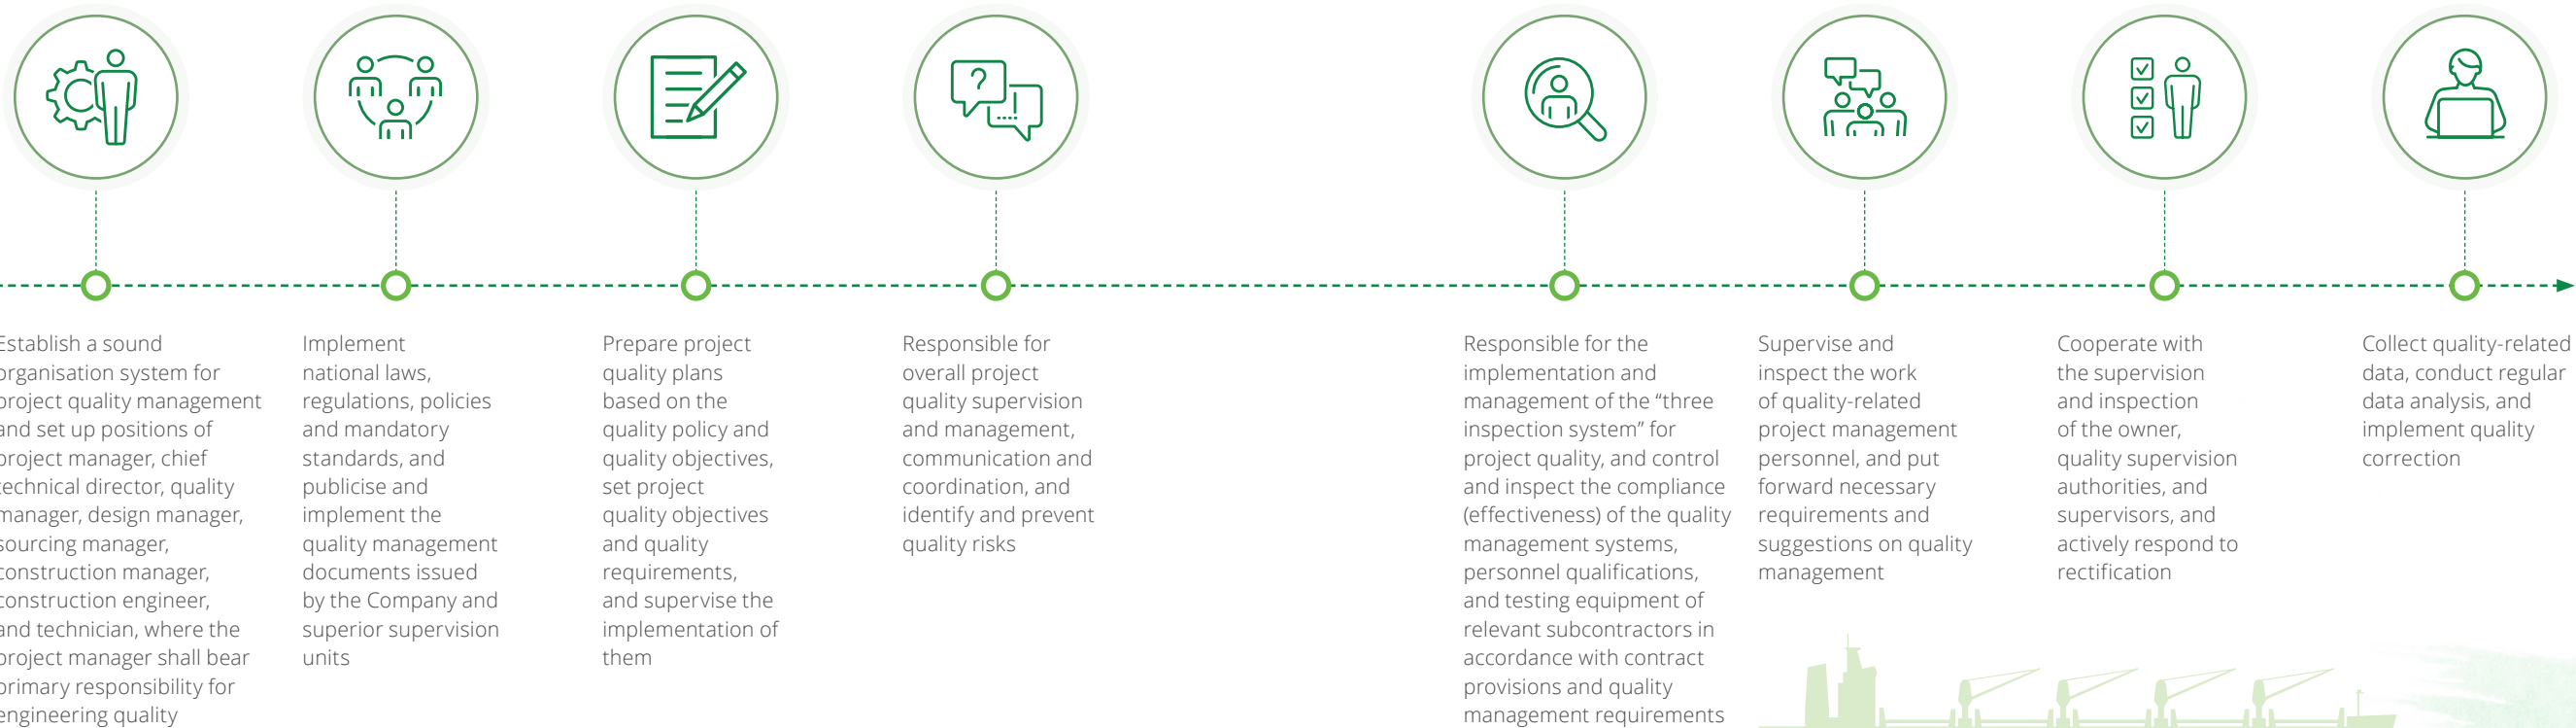 Establish a sound
organisation system for
project quality management
and set up positions of
project manager, chief
technical director, quality
manager, design manager,
sourcing manager,
construction manager,
construction engineer,
and technician, where the
project manager shall bear
primary responsibility for
engineering quality
Implement
national laws,
regulations, policies
and mandatory
standards, and
publicise and
implement the
quality management
documents issued
by the Company and
superior supervision
units
Prepare project
quality plans
based on the
quality policy and
quality objectives,
set project
quality objectives
and quality
requirements,
and supervise the
implementation of
them
Responsible for
overall project
quality supervision
and management,
communication and
coordination, and
identify and prevent
quality risks
Responsible for the
implementation and
management of the “three
inspection system” for
project quality, and control
and inspect the compliance
(effectiveness) of the quality
management systems,
personnel qualifications,
and testing equipment of
relevant subcontractors in
accordance with contract
provisions and quality
management requirements
Supervise and
inspect the work
of quality-related
project management
personnel, and put
forward necessary
requirements and
suggestions on quality
management
Cooperate with
the supervision
and inspection
of the owner,
quality supervision
authorities, and
supervisors, and
actively respond to
rectification
Collect quality-related
data, conduct regular
data analysis, and
implement quality
correction